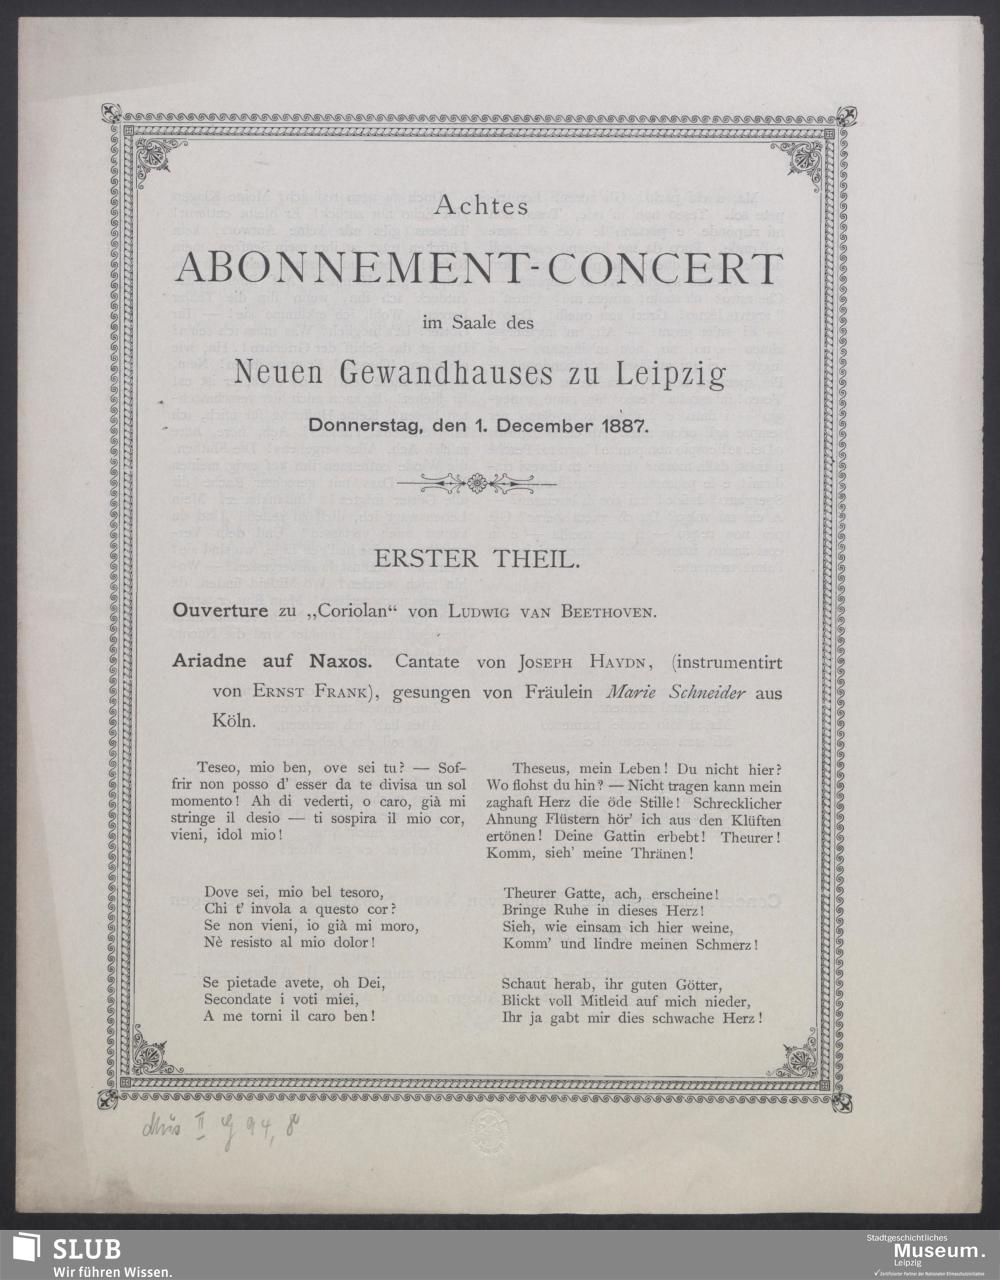 Achtes
ABONNEMENT-CONCERT
im Saale des
Neuen Gewandhauses zu Leipzig
Donnerstag, den 1. December 1887.
ERSTER THEIL.
Ouverture zu „Coriolan“ von LUDWIG VAN BEETHOVEN.
Ariadne auf Naxos. Cantate von JOSEPH HAYDN, (instrumentirt
von ERNST FRANK), gesungen von Fräulein Marie Schneider aus
Köln.
Teseo, mio ben, ove sei tu? — Sof-
frir non posso d' esser da te divisa un sol
momento! Ah di vederti, o caro, già mi
stringe il desio — ti sospira il mio cor,
vieni, idol mio!
Dove sei, mio bel tesoro,
Chi t' invola a questo cor?
Se non vieni, io già mi moro,
Nè resisto al mio dolor!
Se pietade avete, oh Dei,
Secondate i voti miei,
A me torni il caro ben!
Theseus, mein Leben! Du nicht hier?
Wo flohst du hin? — Nicht tragen kann mein
zaghaft Herz die öde Stille! Schrecklicher
Ahnung Flüstern hör' ich aus den Klüften
ertönen! Deine Gattin erbebt! Theurer!
Komm, sieh' meine Thränen!
Theurer Gatte, ach, erscheine!
Bringe Ruhe in dieses Herz!
Sieh, wie einsam ich hier weine,
Komm' und lindre meinen Schmerz!
Schaut herab, ihr guten Götter,
Blickt voll Mitleid auf mich nieder,
Ihr ja gabt mir dies schwache Herz!
Mus II 94, 8
SLUB
Wir führen Wissen.
Stadtgeschichtliches
Museum.
Leipzig
Zertifizierter Partner der Nationalen Klimaschutzinitiative